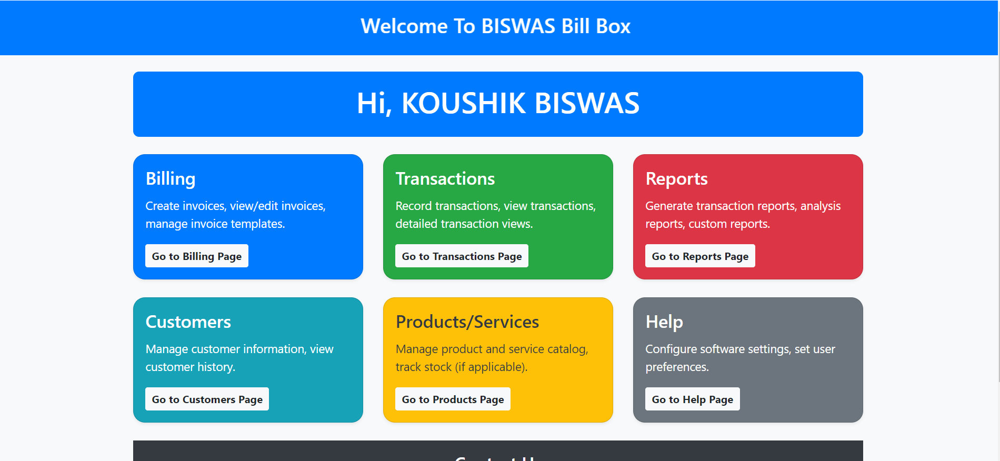 Welcome To BISWAS Bill Box
Hi, KOUSHIK BISWAS
Billing
Create invoices, view/edit invoices,
manage invoice templates.
Go to Billing Page
Transactions
Record transactions, view transactions,
detailed transaction views.
Go to Transactions Page
Reports
Generate transaction reports, analysis
reports, custom reports.
Go to Reports Page
Customers
Manage customer information, view
customer history.
Go to Customers Page
Products/Services
Manage product and service catalog,
track stock (if applicable).
Go to Products Page
Help
Configure software settings, set user
preferences.
Go to Help Page